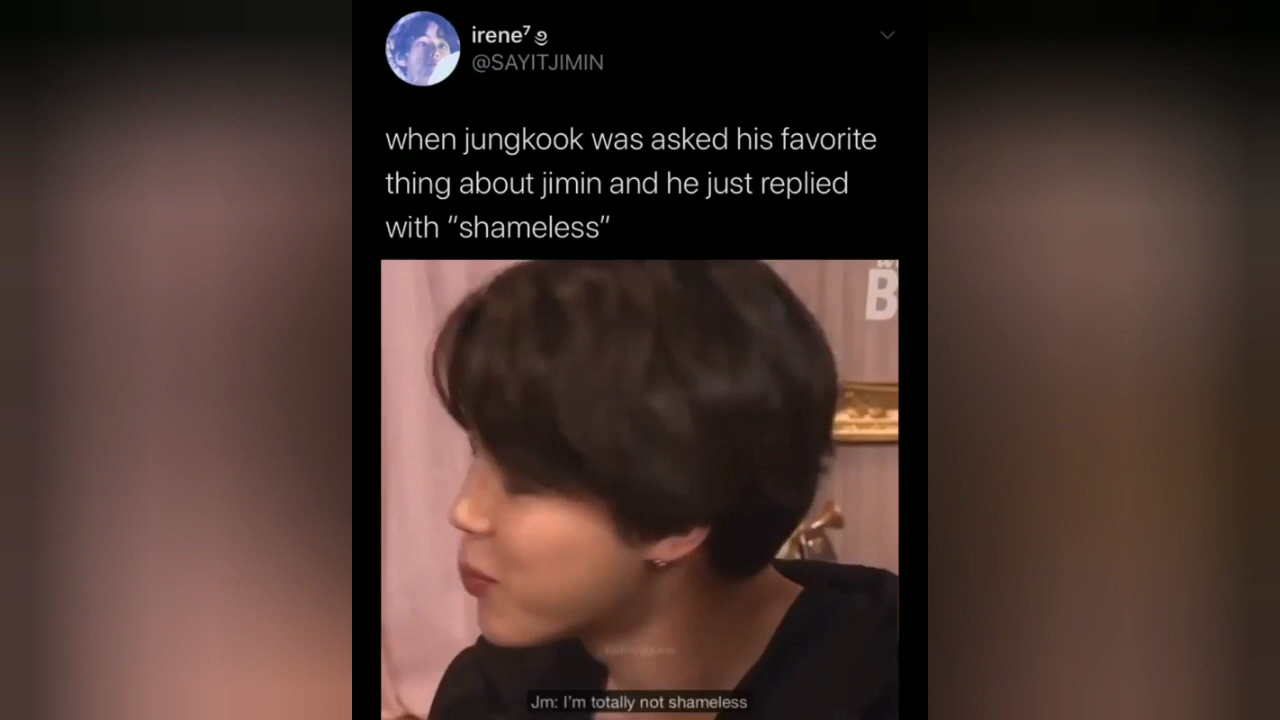 irene⁷ ១
@SAYITJIMIN
when jungkook was asked his favorite
thing about jimin and he just replied
with “shameless”
B
Jm: I'm totally not shameless